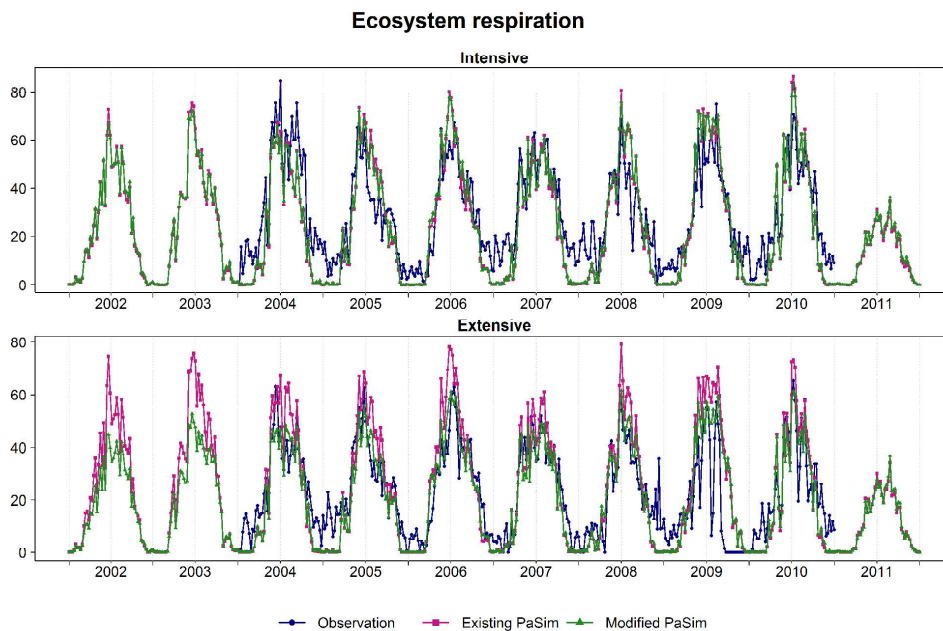 Ecosystem respiration
Intensive
80
60
40
20
0
2002 2003 2004 2005 2006 2007 2008 2009 2010 2011
Extensive
80
60
40
20
0
2002 2003 2004 2005 2006 2007 2008 2009 2010 2011
Observation Existing PaSim Modified PaSim